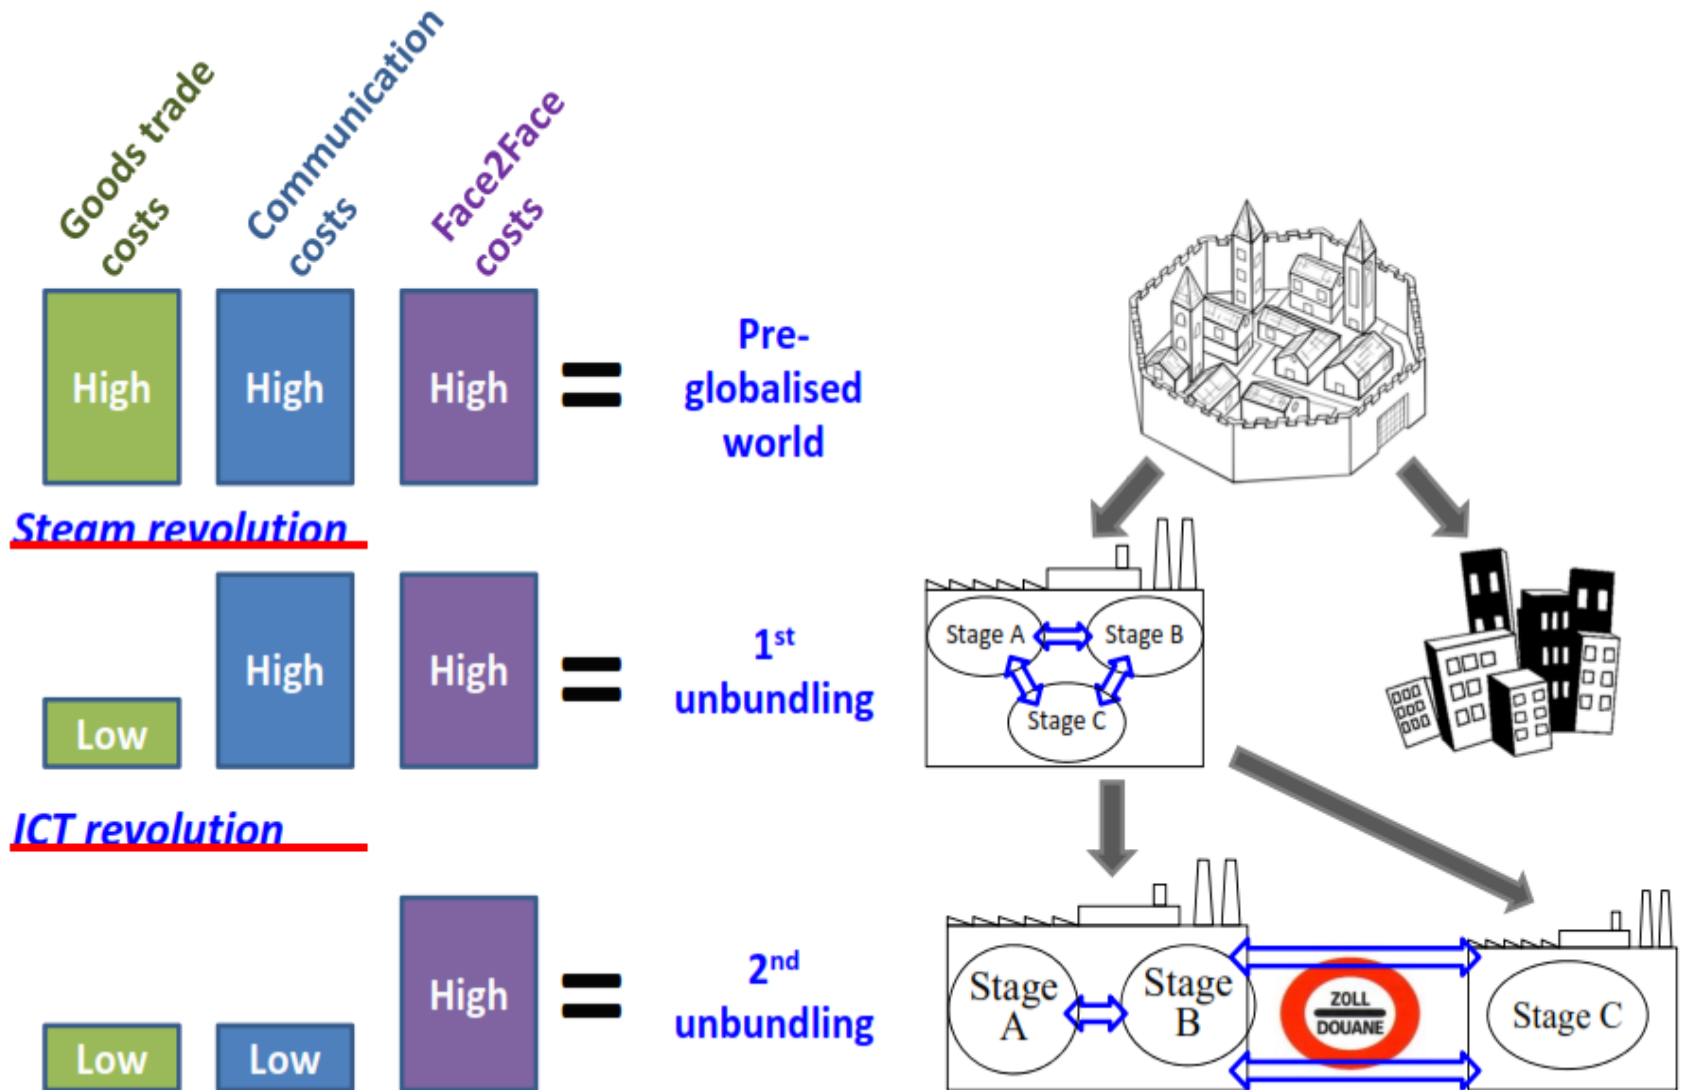 Goods trade
costs
Communication
costs
Face2Face
costs
High
High
High
=
Pre-
globalised
world
Steam revolution
Low
High
High
=
1st
unbundling
Stage A
Stage B
Stage C
ICT revolution
Low
Low
High
=
2nd
unbundling
Stage
A
Stage
B
ZOLL
DOUANE
Stage C